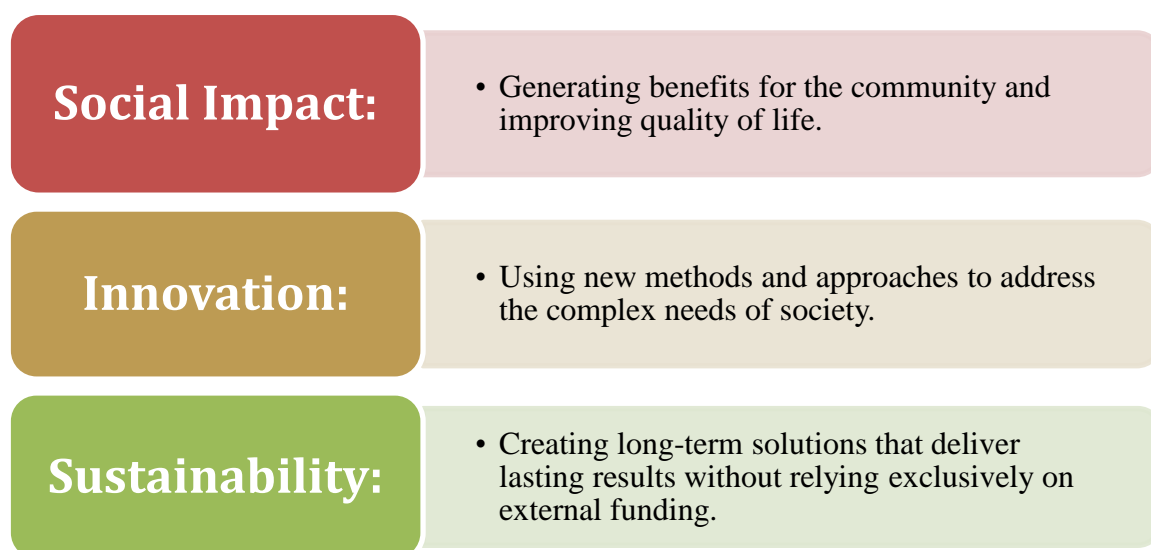 Social Impact:
• Generating benefits for the community and
improving quality of life.
Innovation:
• Using new methods and approaches to address
the complex needs of society.
Sustainability:
• Creating long-term solutions that deliver
lasting results without relying exclusively on
external funding.